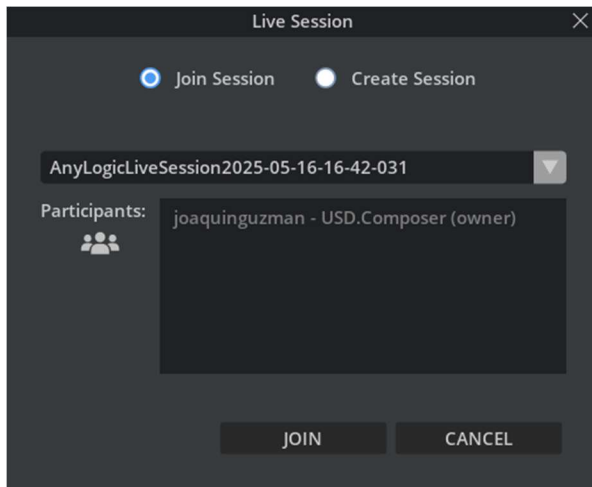 Live Session
Join Session Create Session
AnyLogicLiveSession2025-05-16-16-42-031
Participants: joaquinguzman - USD.Composer (owner)
JOIN CANCEL